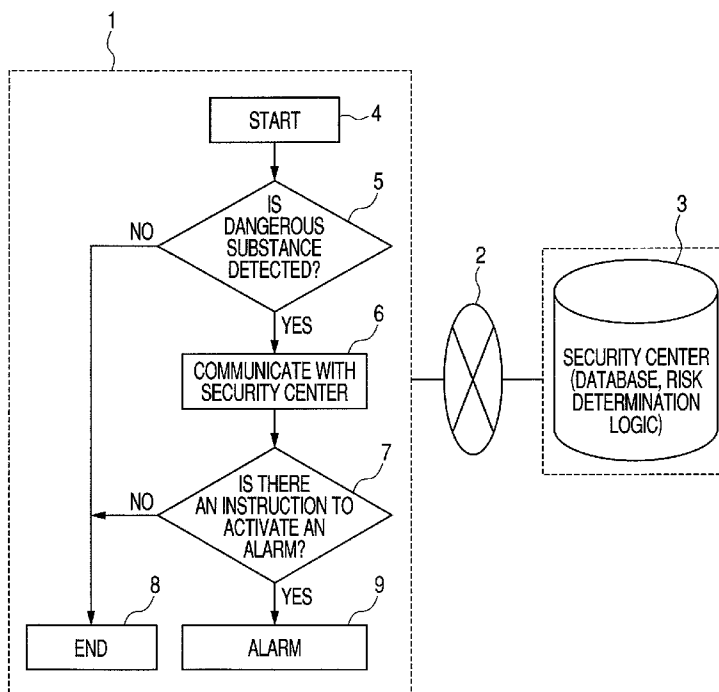 1
START
4
IS
DANGEROUS
SUBSTANCE
DETECTED?
5
NO
YES
6
COMMUNICATE WITH
SECURITY CENTER
2
3
SECURITY CENTER
(DATABASE, RISK
DETERMINATION
LOGIC)
7
IS THERE
AN INSTRUCTION TO
ACTIVATE AN
ALARM?
NO
YES
8
END
9
ALARM